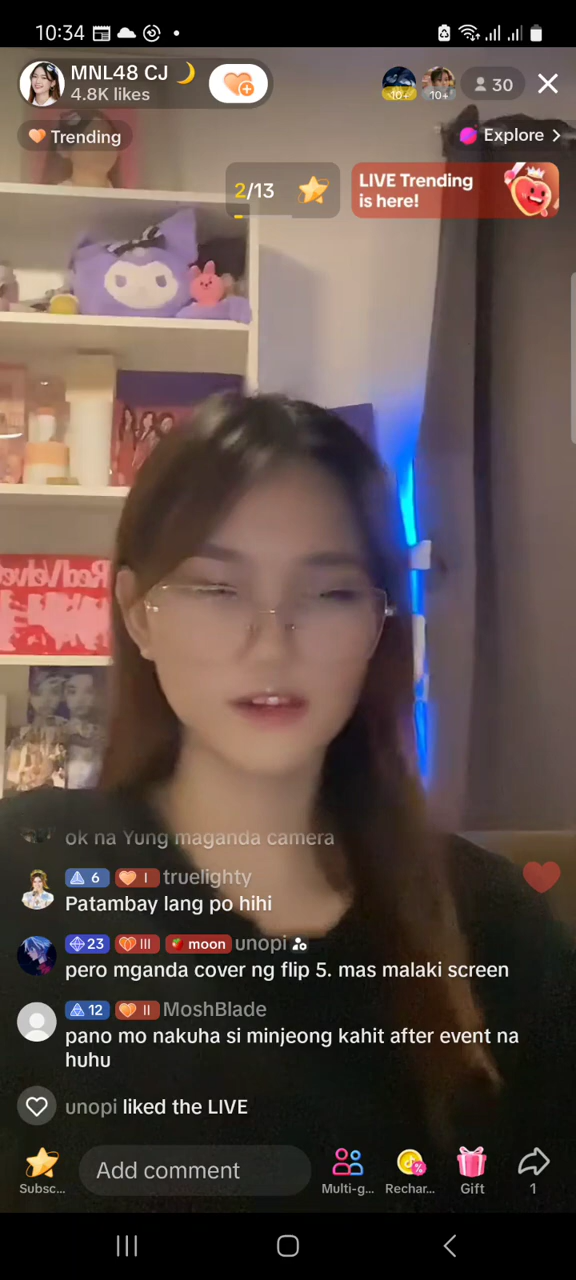 10:34
MNL48 CJ 🌙
4.8K likes
10+
10+
30
Trending
Explore >
2/13
LIVE Trending
is here!
RedVelvet
ok na Yung maganda camera
6 I truelighty
Patambay lang po hihi
23 III moon unopi
pero mganda cover ng flip 5. mas malaki screen
12 II MoshBlade
pano mo nakuha si minjeong kahit after event na
huhu
unopi liked the LIVE
Add comment
Subsc...
Multi-g...
Rechar...
Gift
1